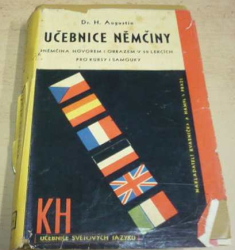 Dr. H. Augustin
UČEBNICE NĚMČINY
NĚMČINA HOVOREM I OBRAZEM V 40 LEKCÍCH
PRO KURSY I SAMOUKY
KH
UČEBNICE SVĚTOVÝCH JAZYKŮ